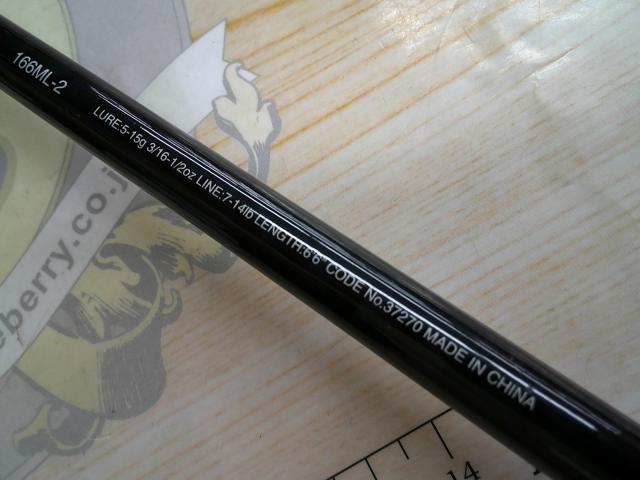 166ML-2
LURE:5-15g 3/16-1/2oz LINE:7-14lb LENGTH:6'6" CODE No.37270 MADE IN CHINA
eberry.co.j
14